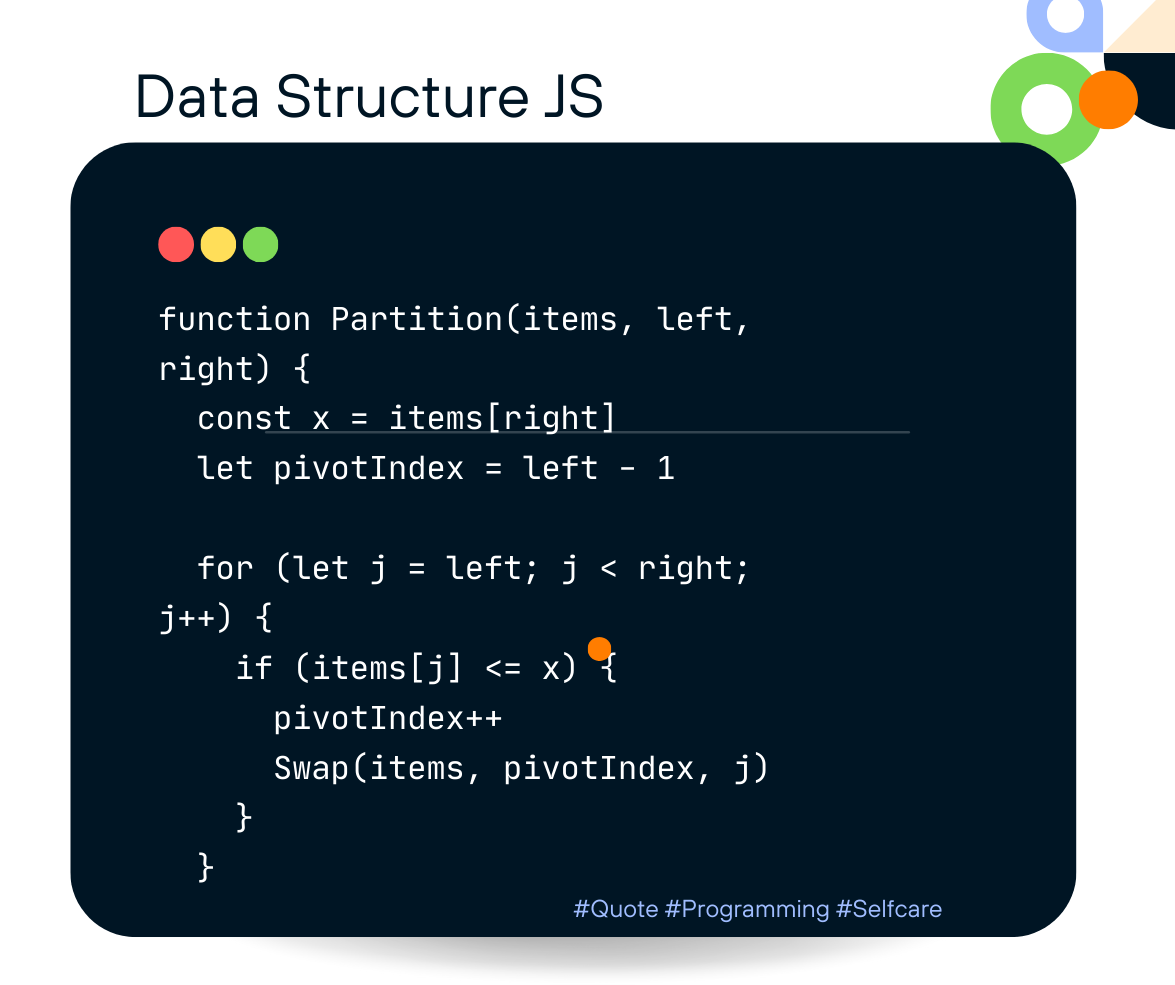 Data Structure JS
function Partition(items, left,
right) {
  const x = items[right]
  let pivotIndex = left - 1

  for (let j = left; j < right;
j++) {
    if (items[j] <= x) {
      pivotIndex++
      Swap(items, pivotIndex, j)
    }
  }
#Quote #Programming #Selfcare